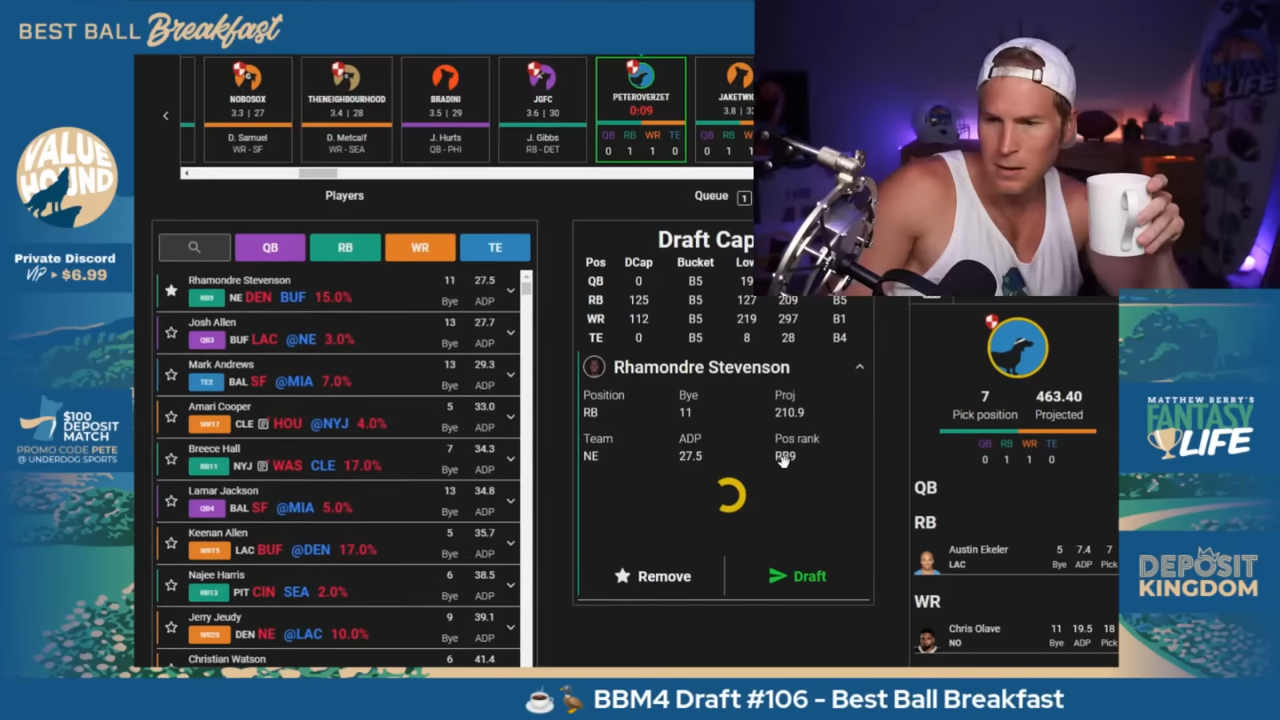 BEST BALL Breakfast
NOBOSOX
3.3 | 27
D. Samuel
WR - SF
THENEIGHBOURHOOD
3.4 | 28
D. Metcalf
WR - SEA
BRADINI
3.5 | 29
J. Hurts
QB - PHI
JGFC
3.6 | 30
J. Gibbs
RB - DET
PETEROVERZET
0:09
QB RB WR TE
0 1 1 0
3.8 | 3
QB RB W
0 1 1
VALUE HOUND
Private Discord
VIP ▸ $6.99
$100
DEPOSIT
MATCH
PROMO CODE PETE
@ UNDERDOG SPORTS
Players
QB RB WR TE
Rhamondre Stevenson 11 27.5
RB9 NE DEN BUF 15.0% Bye ADP
Josh Allen 13 27.7
QB3 BUF LAC @NE 3.0% Bye ADP
Mark Andrews 13 29.3
TE2 BAL SF @MIA 7.0% Bye ADP
Amari Cooper 5 33.0
WR17 CLE HOU @NYJ 4.0% Bye ADP
Breece Hall 7 34.3
RB11 NYJ WAS CLE 17.0% Bye ADP
Lamar Jackson 13 34.8
QB4 BAL SF @MIA 5.0% Bye ADP
Keenan Allen 5 35.7
LAC BUF @DEN 17.0% Bye ADP
Najee Harris 6 38.5
RB13 PIT CIN SEA 2.0% Bye ADP
Jerry Jeudy 9 39.1
WR20 DEN NE @LAC 10.0% Bye ADP
Christian Watson 6 41.4
Queue 1
Draft Cap
Pos DCap Bucket Low
QB 0 B5 19
RB 125 B5 127 209 B5
WR 112 B5 219 297 B1
TE 0 B5 8 28 B4
Rhamondre Stevenson
Position Bye Proj
RB 11 210.9
Team ADP Pos rank
NE 27.5 RB9
Remove Draft
7 463.40
Pick position Projected
QB RB WR TE
0 1 1 0
QB
RB
Austin Ekeler 5 7.4 7
LAC Bye ADP Pick
WR
Chris Olave 11 19.5 18
NO Bye ADP Pick
MATTHEW BERRY'S
FANTASY
LIFE
DEPOSIT
KINGDOM
BBM4 Draft #106 - Best Ball Breakfast